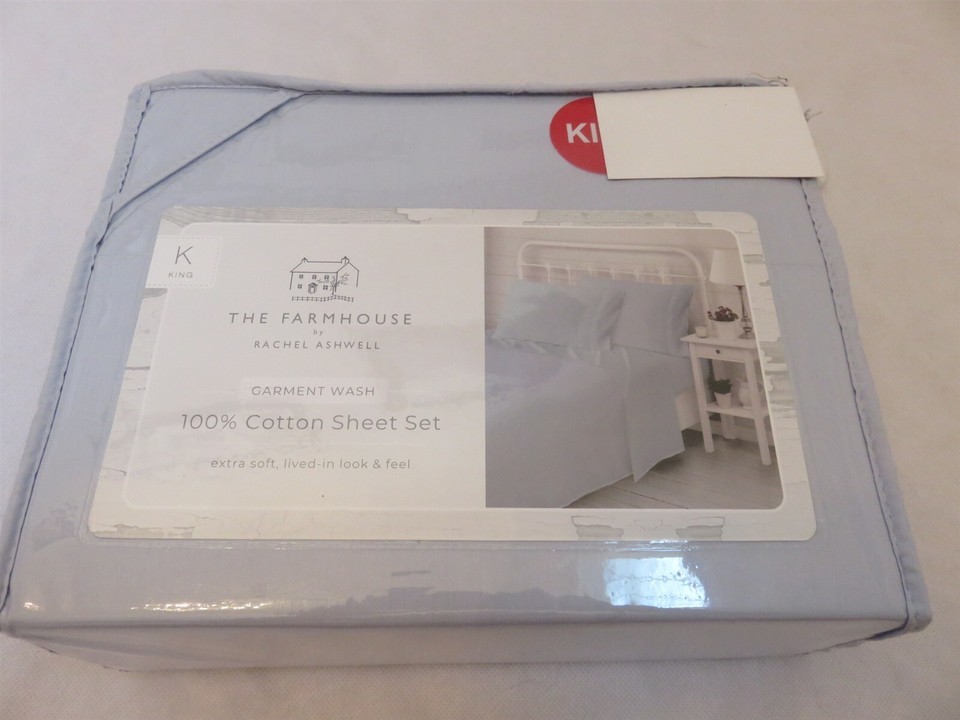 KI
K
KING
THE FARMHOUSE
by
RACHEL ASHWELL
GARMENT WASH
100% Cotton Sheet Set
extra soft, lived-in look & feel